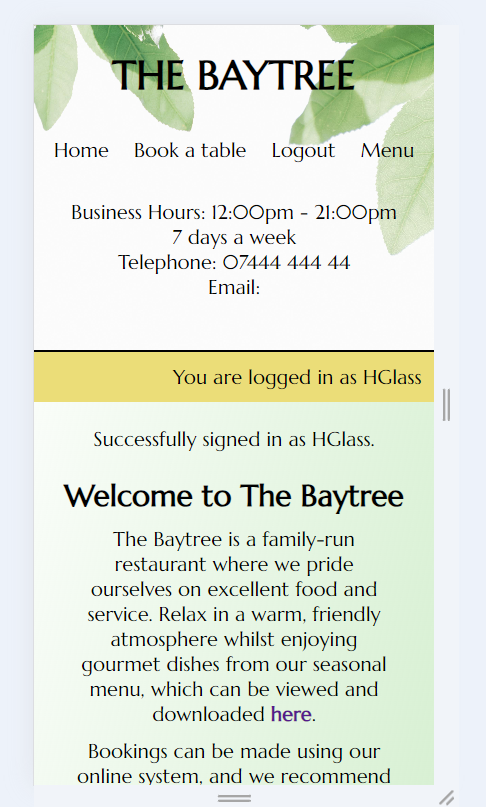 THE BAYTREE
Home Book a table Logout Menu
Business Hours: 12:00pm - 21:00pm
7 days a week
Telephone: 07444 444 44
Email:
You are logged in as HGlass
Successfully signed in as HGlass.
Welcome to The Baytree
The Baytree is a family-run
restaurant where we pride
ourselves on excellent food and
service. Relax in a warm, friendly
atmosphere whilst enjoying
gourmet dishes from our seasonal
menu, which can be viewed and
downloaded here.
Bookings can be made using our
online system, and we recommend